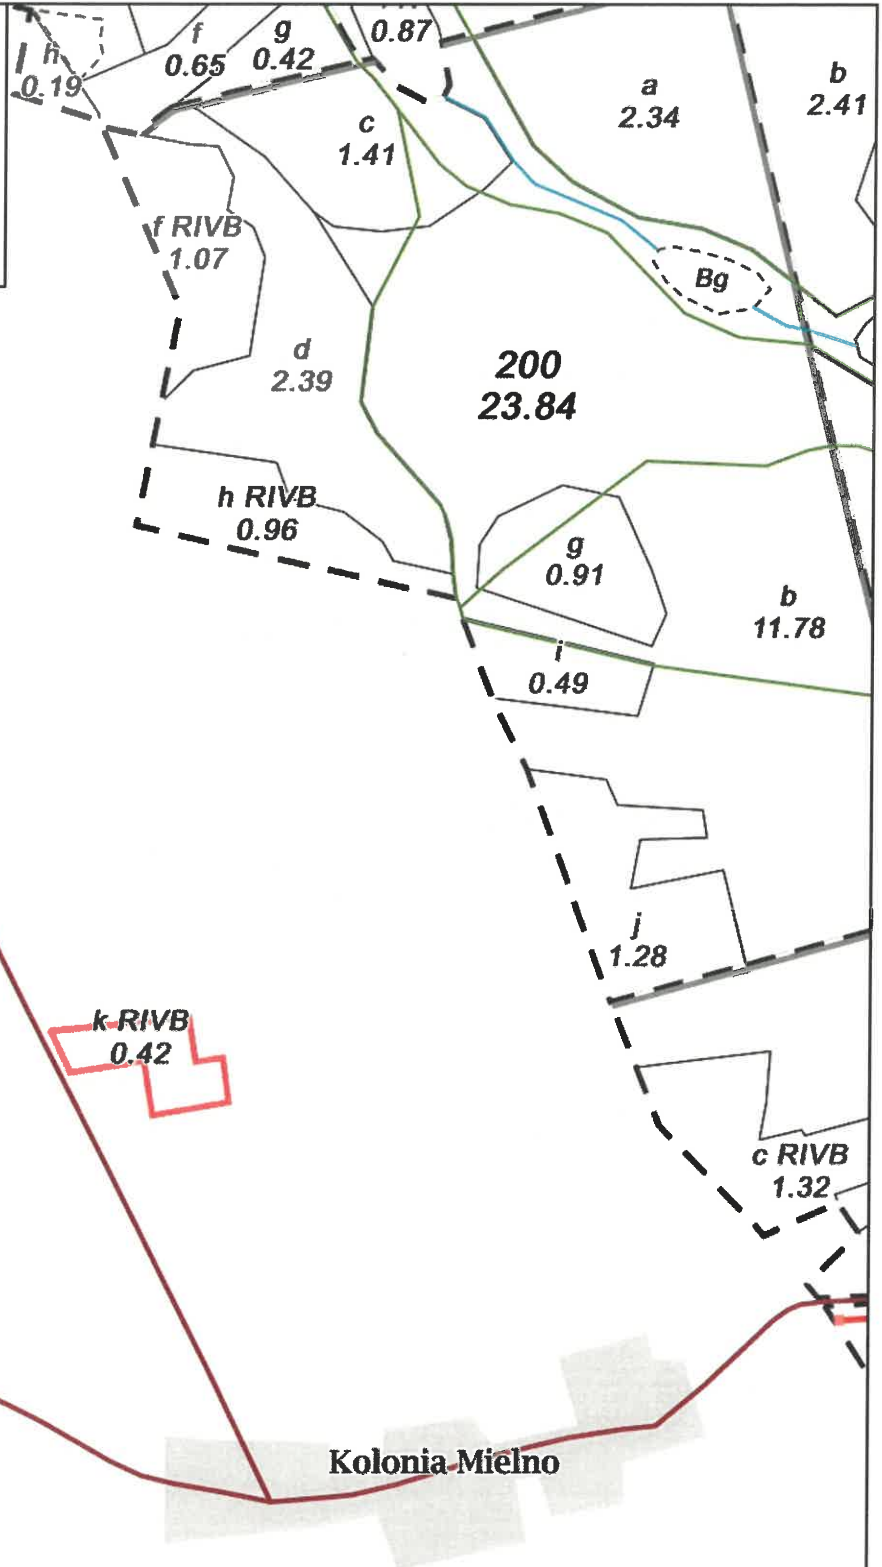 0.87
f
0.65
g
0.42
h
0.19
a
2.34
b
2.41
c
1.41
f RIVB
1.07
Bg
d
2.39
200
23.84
h RIVB
0.96
g
0.91
b
11.78
i
0.49
j
1.28
k RIVB
0.42
c RIVB
1.32
Kolonia Mielno